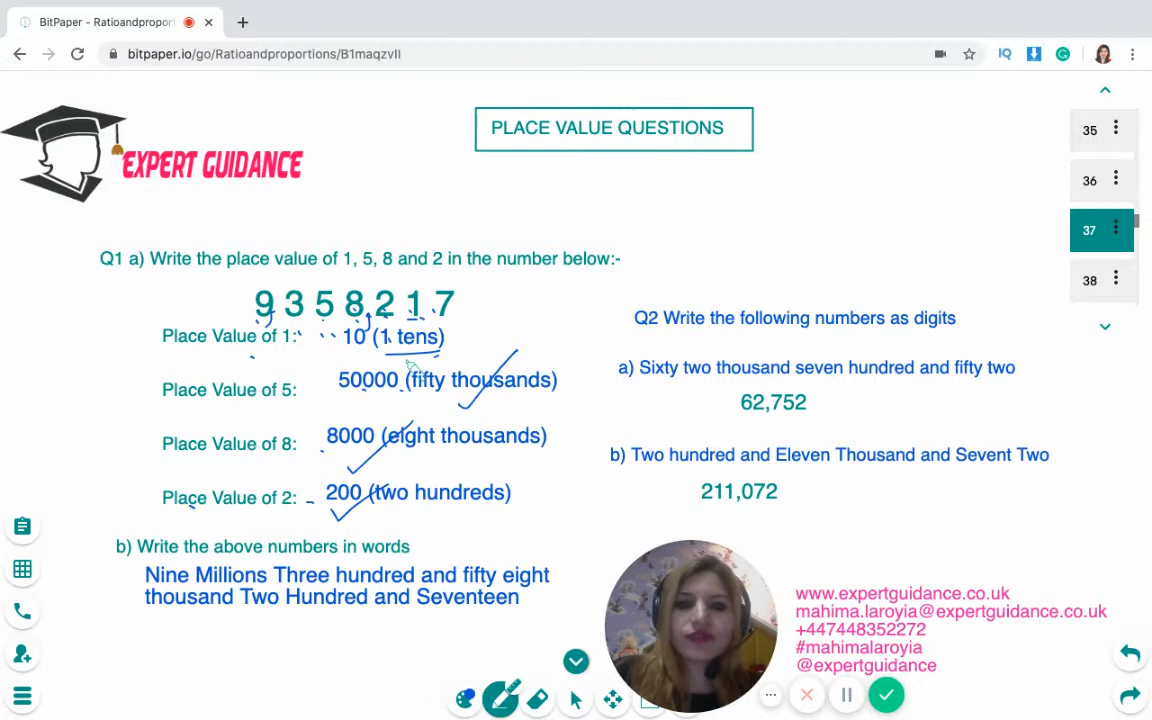 BitPaper - Ratioandpropor
bitpaper.io/go/Ratioandproportions/B1maqzvIl
IQ
G
PLACE VALUE QUESTIONS
EXPERT GUIDANCE
35
36
37
38
Q1 a) Write the place value of 1, 5, 8 and 2 in the number below:-
9 3 5 8 2 1 7
Place Value of 1: 10 (1 tens)
Place Value of 5: 50000 (fifty thousands)
Place Value of 8: 8000 (eight thousands)
Place Value of 2: 200 (two hundreds)
b) Write the above numbers in words
Nine Millions Three hundred and fifty eight
thousand Two Hundred and Seventeen
Q2 Write the following numbers as digits
a) Sixty two thousand seven hundred and fifty two
62,752
b) Two hundred and Eleven Thousand and Sevent Two
211,072
www.expertguidance.co.uk
mahima.laroyia@expertguidance.co.uk
+447448352272
#mahimalaroyia
@expertguidance